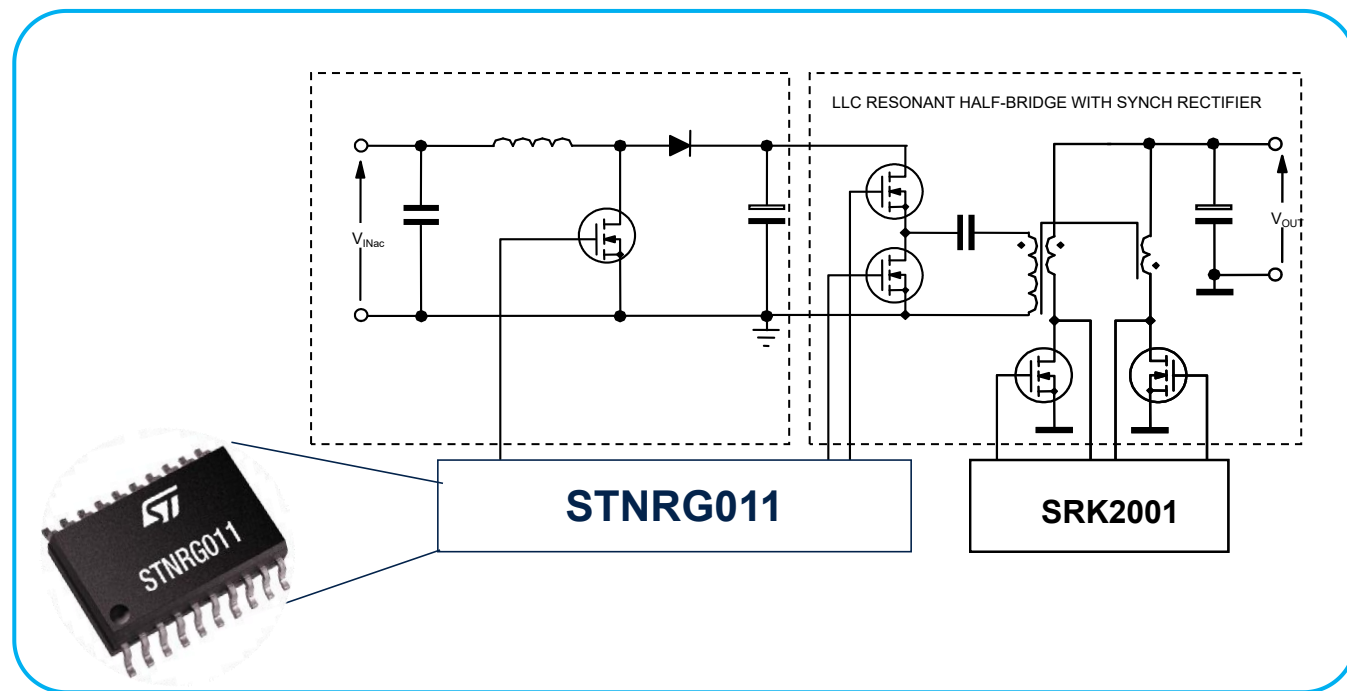 LLC RESONANT HALF-BRIDGE WITH SYNCH RECTIFIER
VINac
VOUT
STNRG011
SRK2001
ST
STNRG011